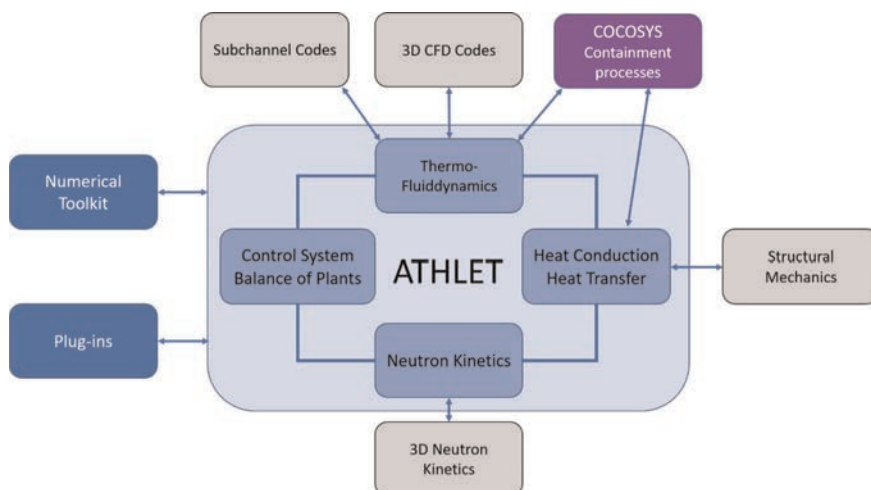 Subchannel Codes
3D CFD Codes
COCOSYS
Containment
processes
Thermo-
Fluiddynamics
Numerical
Toolkit
Control System
Balance of Plants
ATHLET
Heat Conduction
Heat Transfer
Structural
Mechanics
Plug-ins
Neutron Kinetics
3D Neutron
Kinetics